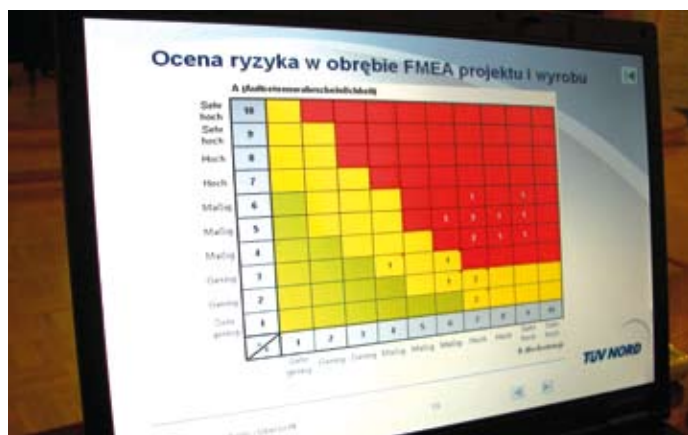 Ocena ryzyka w obrębie FMEA projektu i wyrobu
A (Auftretenswahrscheinlichkeit)
Sehr hoch 10
Sehr hoch 9
Hoch 8
Hoch 7
Mäßig 6
Mäßig 5
Mäßig 4
Gering 3
Gering 2
Sehr gering 1
1 2 3 4 5 6 7 8 9 10
Sehr gering Gering Gering Mäßig Mäßig Mäßig Hoch Hoch Sehr hoch Sehr hoch
TÜV NORD